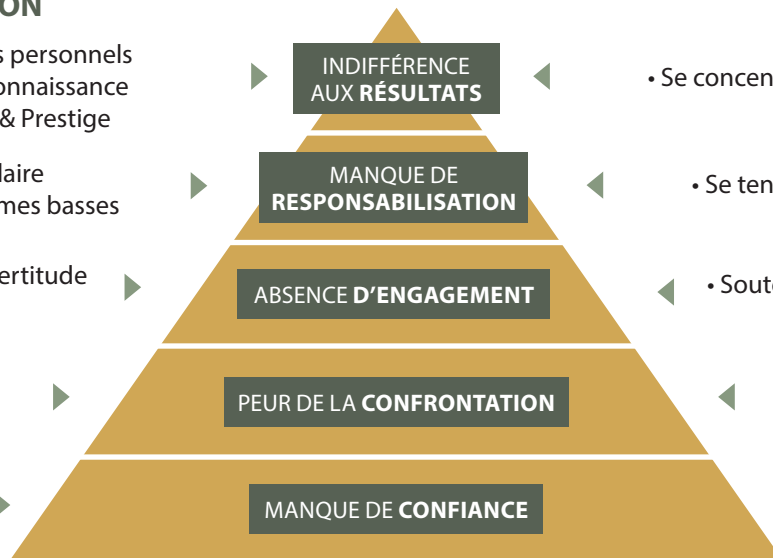 ON
s personnels
onnaissance
& Prestige
INDIFFÉRENCE
AUX RÉSULTATS
• Se concen
laire
mes basses
MANQUE DE
RESPONSABILISATION
• Se ten
ertitude
ABSENCE D’ENGAGEMENT
• Soute
PEUR DE LA CONFRONTATION
MANQUE DE CONFIANCE